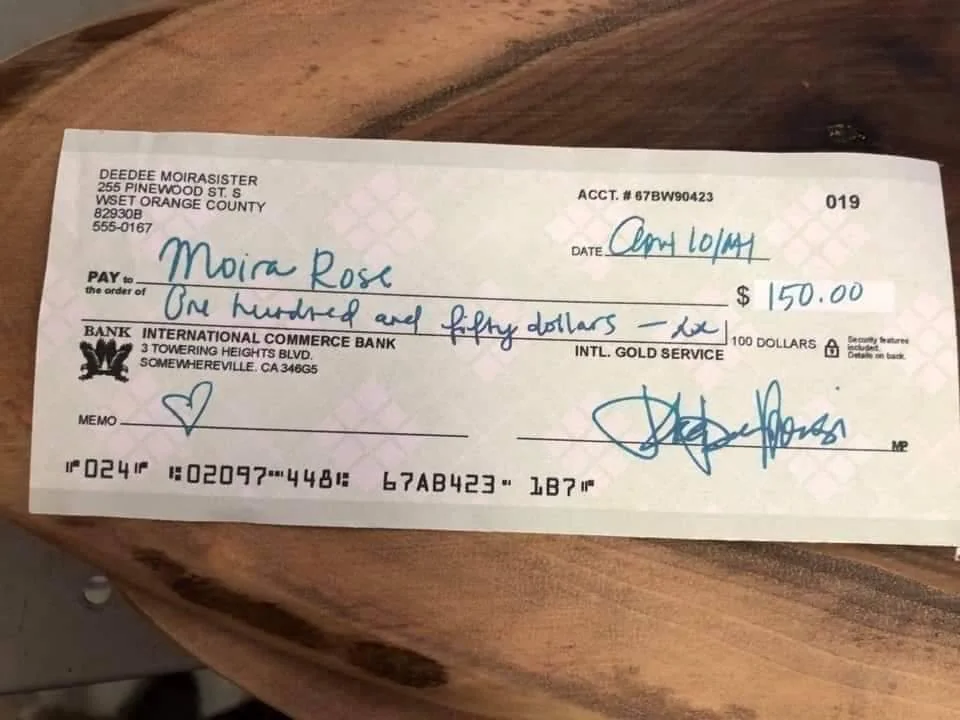 DEEDEE MOIRASISTER
255 PINEWOOD ST. S
WSET ORANGE COUNTY
82930B
555-0167
ACCT. # 67BW90423
019
DATE
10/
PAY to the order of
Moira Rose
$ 150.00
One hundred and fifty dollars
100 DOLLARS
Security features
included.
Details on back.
BANK
INTERNATIONAL COMMERCE BANK
3 TOWERING HEIGHTS BLVD.
SOMEWHEREVILLE. CA 346G5
INTL. GOLD SERVICE
MEMO
MP
⑈024⑈ ⑆02097⑉448⑆ 67AB423⑉ 1B7⑈